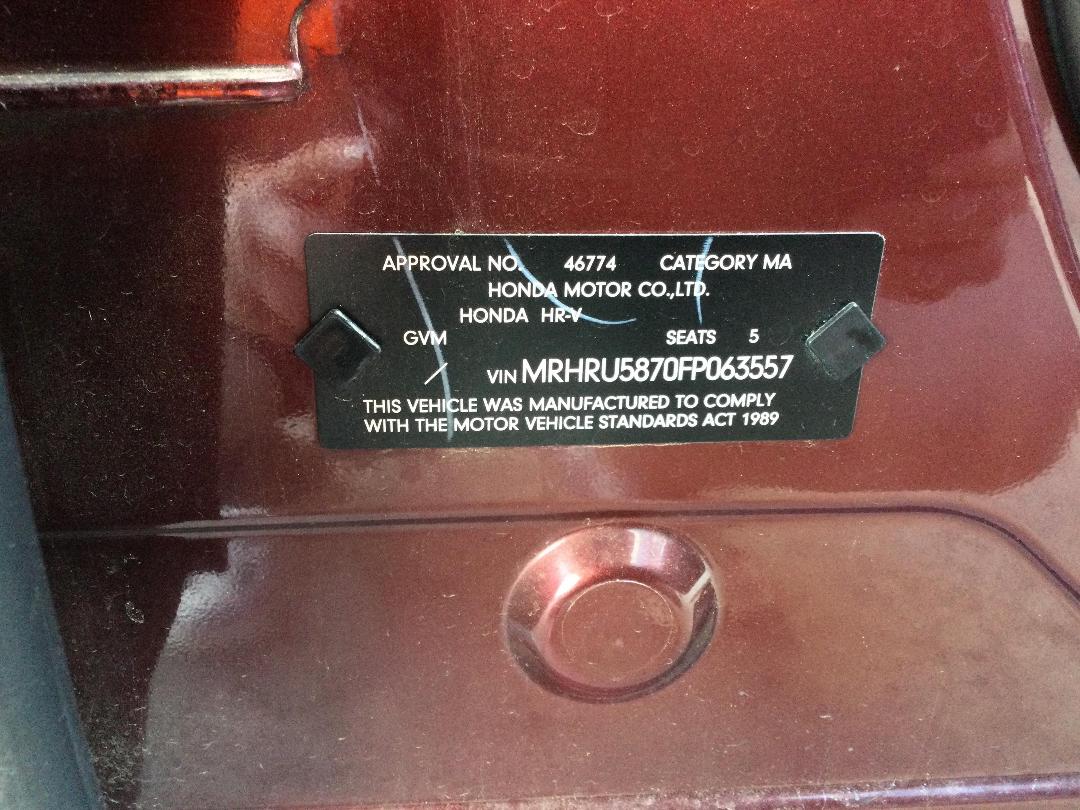 APPROVAL NO. 46774 CATEGORY MA
HONDA MOTOR CO.,LTD.
HONDA HR-V
GVM SEATS 5
/ VIN MRHRU5870FP063557
THIS VEHICLE WAS MANUFACTURED TO COMPLY
WITH THE MOTOR VEHICLE STANDARDS ACT 1989